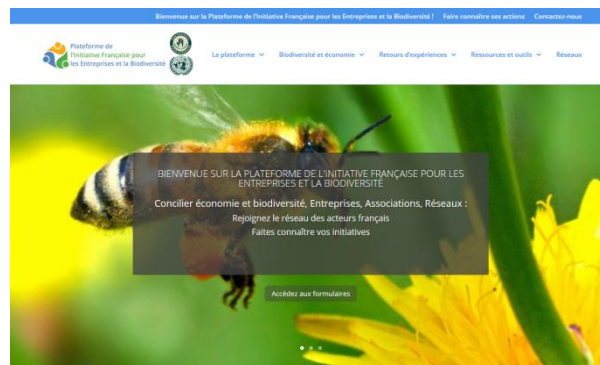 Bienvenue sur la Plateforme de l'Initiative Française pour les Entreprises et la Biodiversité ! Faire connaître ses actions Contactez-nous
Plateforme de
l'Initiative Française pour
les Entreprises et la Biodiversité
La plateforme Biodiversité et économie Retours d'expériences Ressources et outils Réseaux
BIENVENUE SUR LA PLATEFORME DE L'INITIATIVE FRANÇAISE POUR LES
ENTREPRISES ET LA BIODIVERSITÉ
Concilier économie et biodiversité, Entreprises, Associations, Réseaux :
Rejoignez le réseau des acteurs français
Faites connaître vos initiatives
Accédez aux formulaires